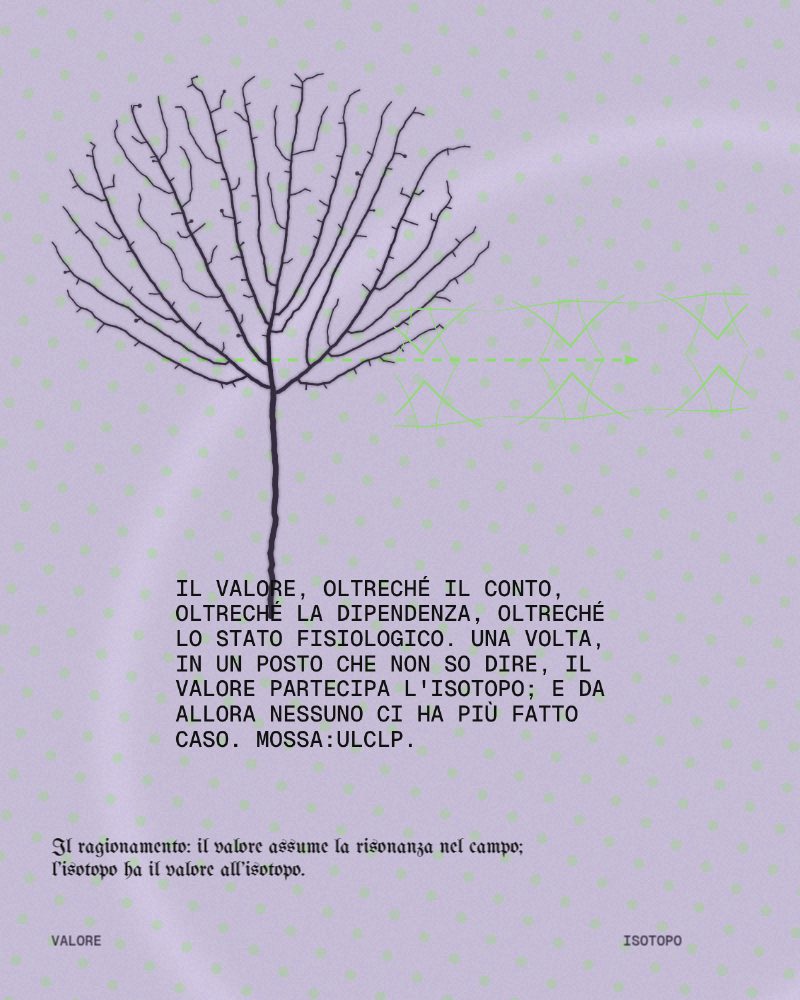 IL VALORE, OLTRECHÉ IL CONTO,
OLTRECHÉ LA DIPENDENZA, OLTRECHÉ
LO STATO FISIOLOGICO. UNA VOLTA,
IN UN POSTO CHE NON SO DIRE, IL
VALORE PARTECIPA L'ISOTOPO; E DA
ALLORA NESSUNO CI HA PIÙ FATTO
CASO. MOSSA:ULCLP.
Il ragionamento: il valore assume la risonanza nel campo;
l'isotopo ha il valore all'isotopo.
VALORE
ISOTOPO